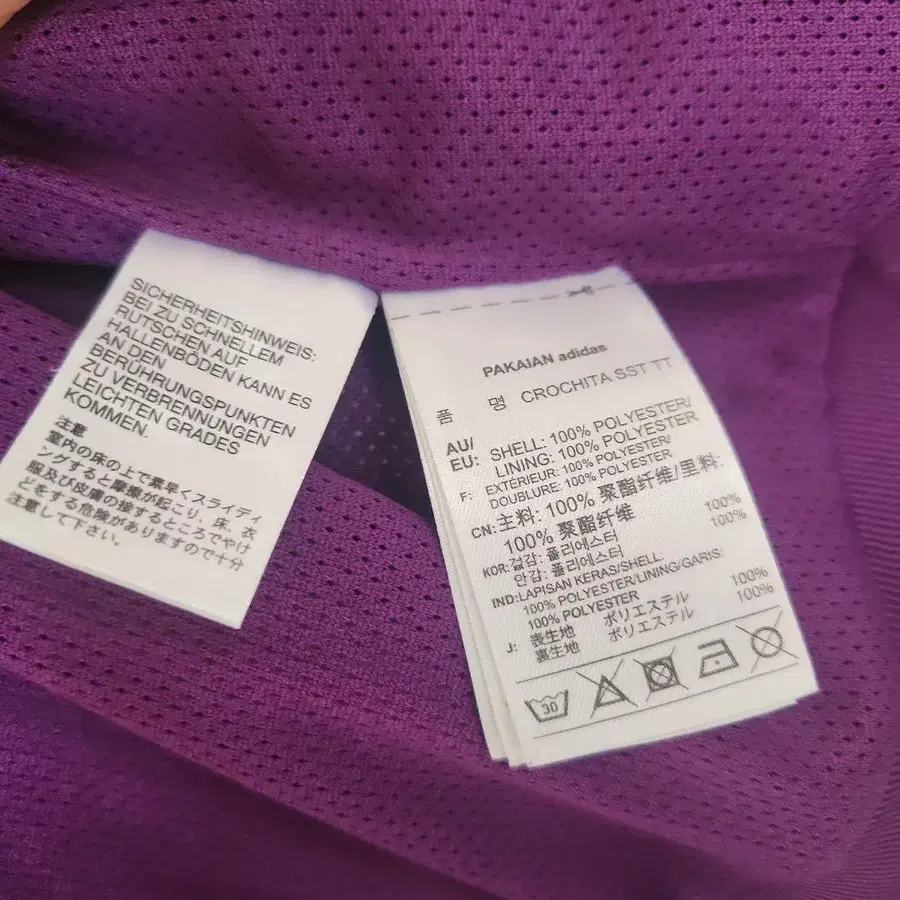 SICHERHEITSHINWEIS:
BEI ZU SCHNELLEM
RUTSCHEN AUF
HALLENBÖDEN KANN ES
AN DEN
BERÜHRUNGSPUNKTEN
ZU VERBRENNUNGEN
LEICHTEN GRADES
KOMMEN.
注意:
室内の床の上で素早くスライディ
ングすると摩擦が起こり、床、衣
服及び皮膚の接するところでやけ
どをする危険がありますので十分
注意して下さい。
PAKAIAN adidas
품 명 CROCHITA SST TT
AU/
EU: SHELL: 100% POLYESTER/
LINING: 100% POLYESTER
F: EXTÉRIEUR: 100% POLYESTER/
DOUBLURE: 100% POLYESTER
CN: 主料: 100% 聚酯纤维/里料:
100% 聚酯纤维
KOR: 겉감: 폴리에스터 100%
안감: 폴리에스터 100%
IND: LAPISAN KERAS/SHELL:
100% POLYESTER/LINING/GARIS:
100% POLYESTER
J: 表生地 ポリエステル 100%
裏生地 ポリエステル 100%
30